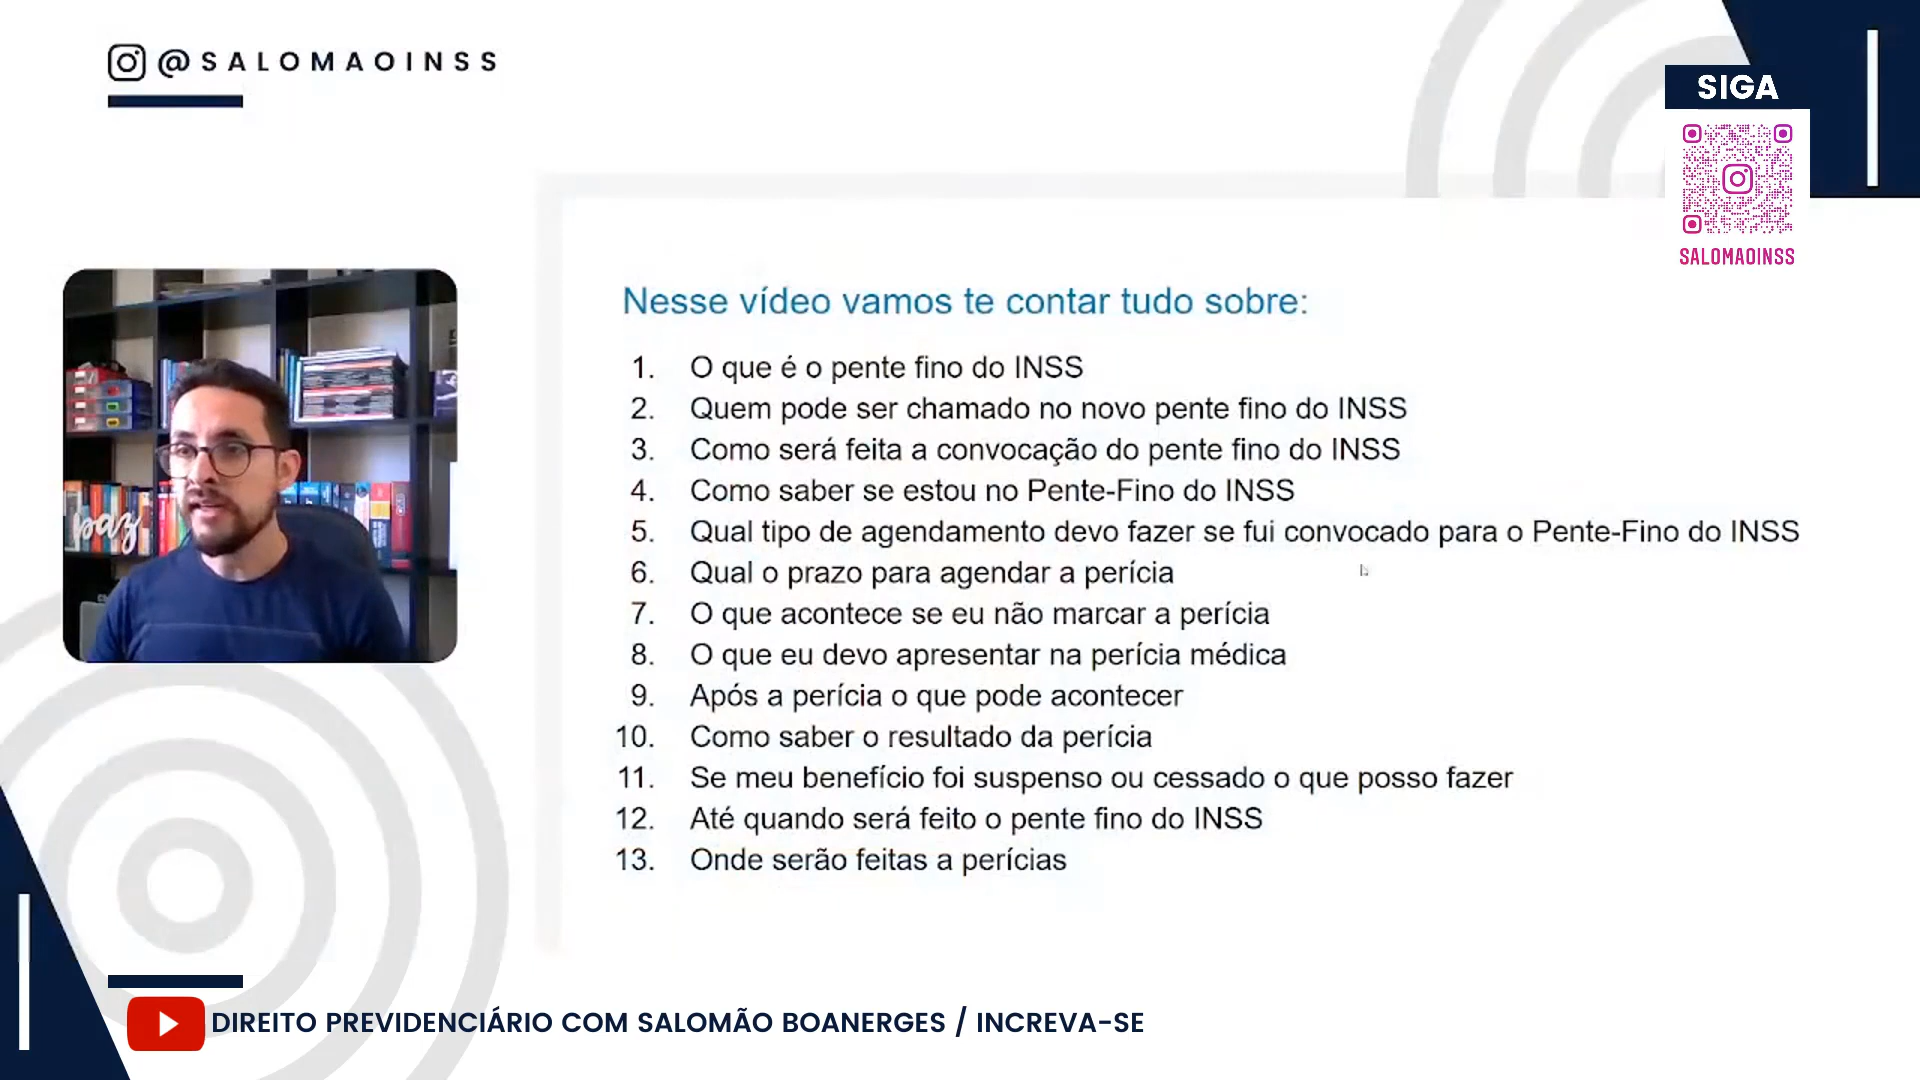 @SALOMAOINSS
SIGA
SALOMAOINSS
Nesse vídeo vamos te contar tudo sobre:
1. O que é o pente fino do INSS
2. Quem pode ser chamado no novo pente fino do INSS
3. Como será feita a convocação do pente fino do INSS
4. Como saber se estou no Pente-Fino do INSS
5. Qual tipo de agendamento devo fazer se fui convocado para o Pente-Fino do INSS
6. Qual o prazo para agendar a perícia
7. O que acontece se eu não marcar a perícia
8. O que eu devo apresentar na perícia médica
9. Após a perícia o que pode acontecer
10. Como saber o resultado da perícia
11. Se meu benefício foi suspenso ou cessado o que posso fazer
12. Até quando será feito o pente fino do INSS
13. Onde serão feitas a perícias
paz
DIREITO PREVIDENCIÁRIO COM SALOMÃO BOANERGES / INCREVA-SE